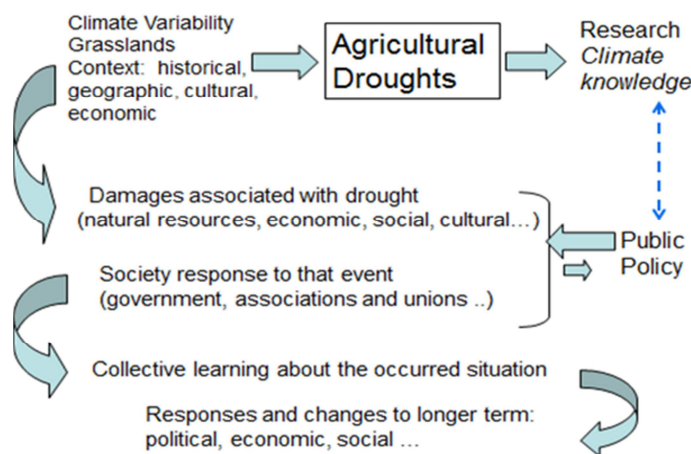 Climate Variability
Grasslands
Context: historical,
geographic, cultural,
economic
Agricultural
Droughts
Research
Climate
knowledge
Damages associated with drought
(natural resources, economic, social, cultural...)
Public
Policy
Society response to that event
(government, associations and unions ..)
Collective learning about the occurred situation
Responses and changes to longer term:
political, economic, social ...